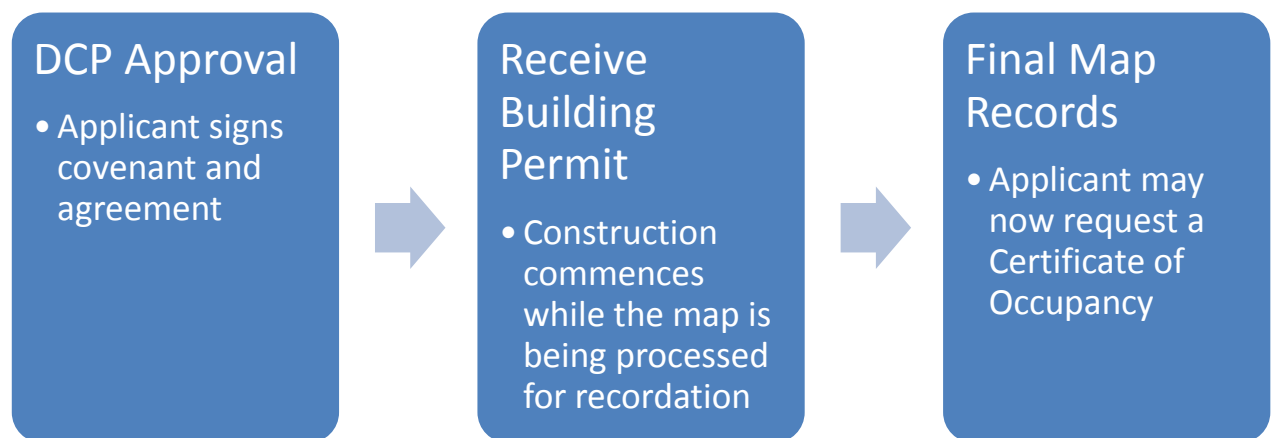 DCP Approval
• Applicant signs
covenant and
agreement
Receive
Building
Permit
• Construction
commences
while the map is
being processed
for recordation
Final Map
Records
• Applicant may
now request a
Certificate of
Occupancy